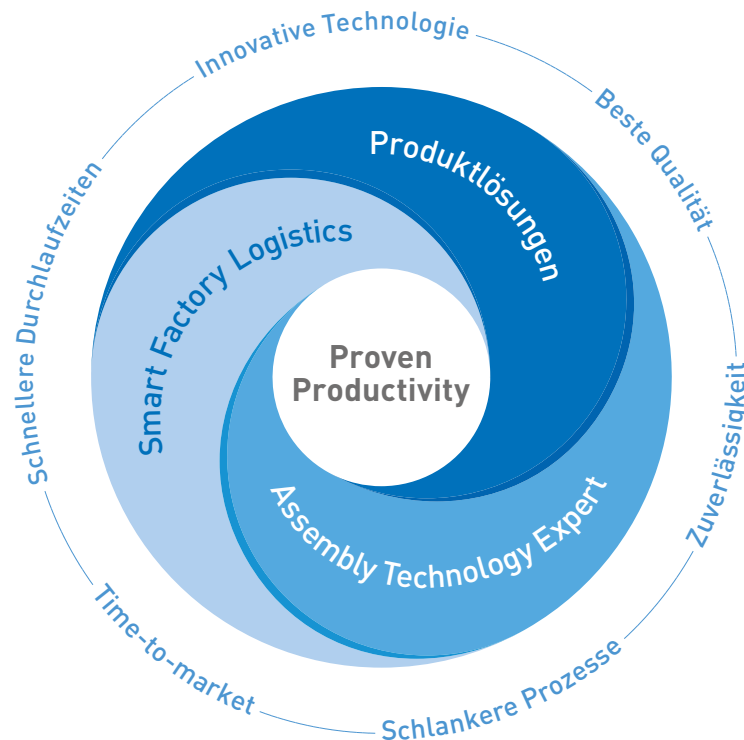 Innovative Technologie
Beste Qualität
Zuverlässigkeit
Schlankere Prozesse
Time-to-market
Schnellere Durchlaufzeiten
Produktlösungen
Assembly Technology Expert
Smart Factory Logistics
Proven
Productivity